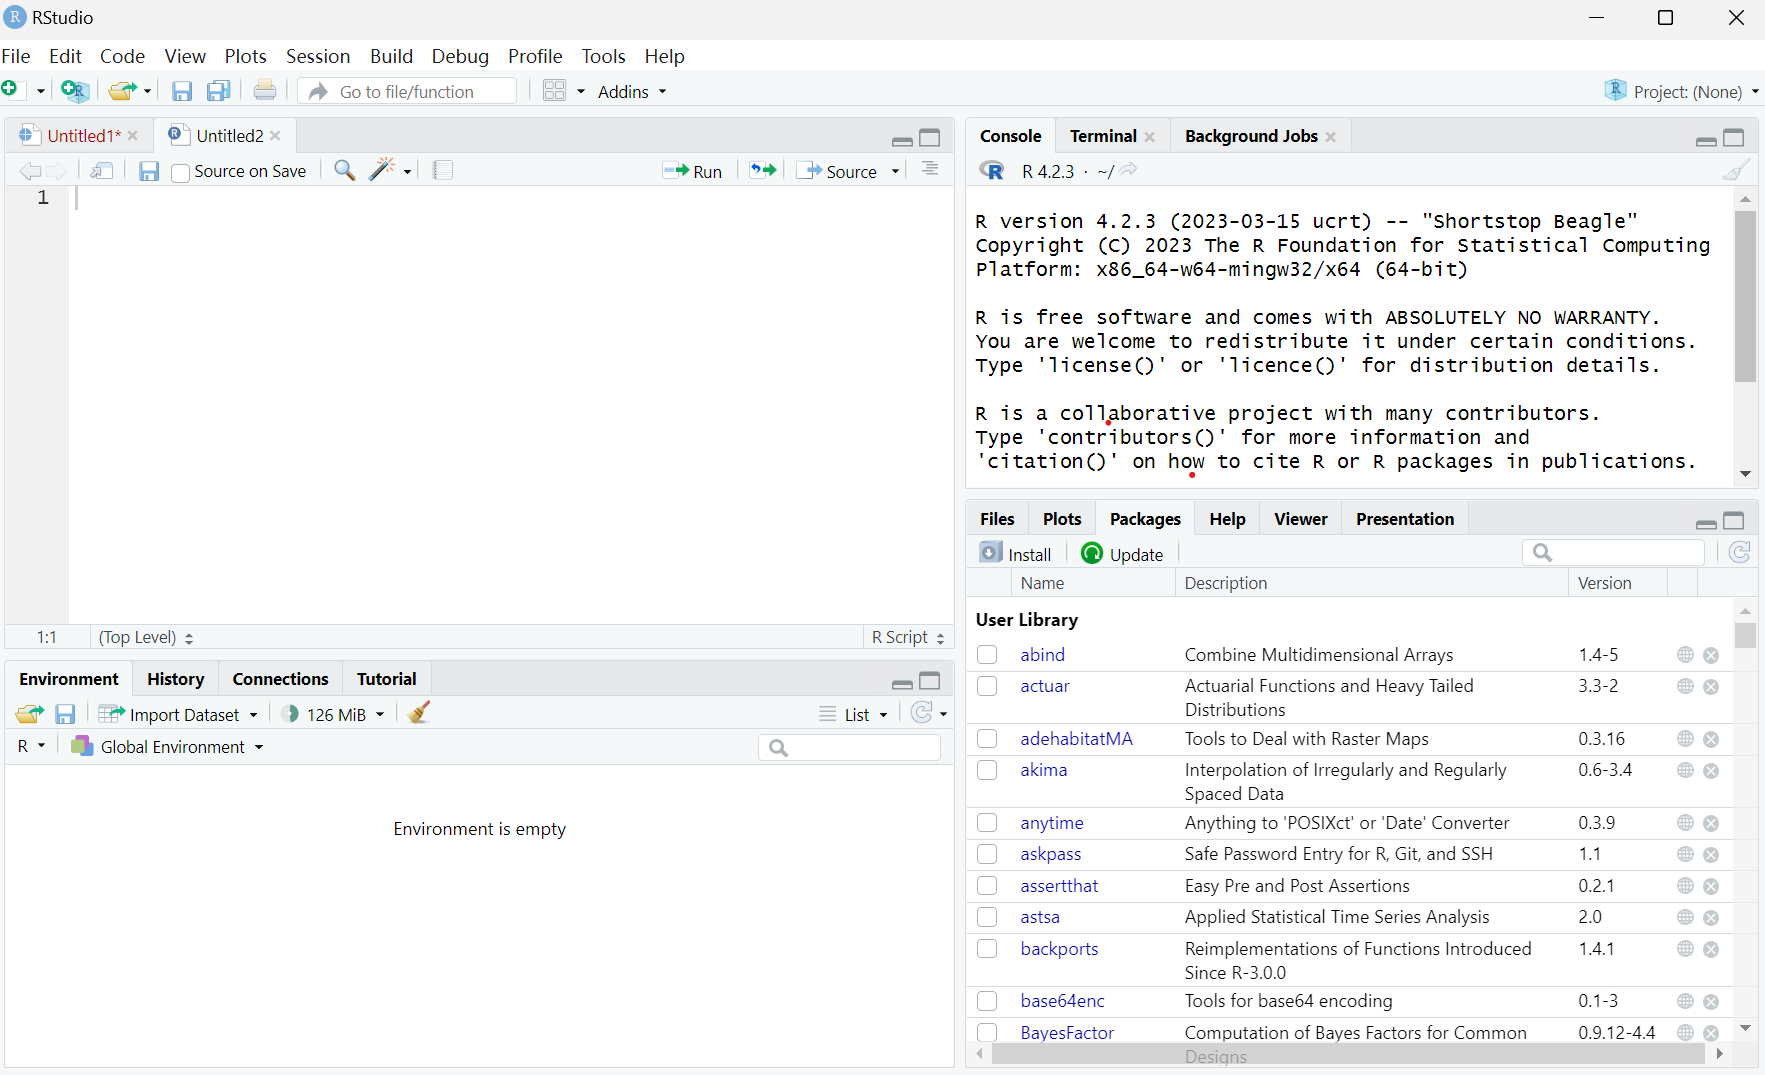 RStudio
File Edit Code View Plots Session Build Debug Profile Tools Help
Go to file/function Addins Project: (None)
Untitled1* Untitled2
Source on Save Run Source
1
1:1 (Top Level) R Script
Environment History Connections Tutorial
Import Dataset 126 MiB List
R Global Environment
Environment is empty
Console Terminal Background Jobs
R 4.2.3 · ~/
R version 4.2.3 (2023-03-15 ucrt) -- "Shortstop Beagle"
Copyright (C) 2023 The R Foundation for Statistical Computing
Platform: x86_64-w64-mingw32/x64 (64-bit)
R is free software and comes with ABSOLUTELY NO WARRANTY.
You are welcome to redistribute it under certain conditions.
Type 'license()' or 'licence()' for distribution details.
R is a collaborative project with many contributors.
Type 'contributors()' for more information and
'citation()' on how to cite R or R packages in publications.
Files Plots Packages Help Viewer Presentation
Install Update
Name Description Version
User Library
abind Combine Multidimensional Arrays 1.4-5
actuar Actuarial Functions and Heavy Tailed 3.3-2
Distributions
adehabitatMA Tools to Deal with Raster Maps 0.3.16
akima Interpolation of Irregularly and Regularly 0.6-3.4
Spaced Data
anytime Anything to 'POSIXct' or 'Date' Converter 0.3.9
askpass Safe Password Entry for R, Git, and SSH 1.1
assertthat Easy Pre and Post Assertions 0.2.1
astsa Applied Statistical Time Series Analysis 2.0
backports Reimplementations of Functions Introduced 1.4.1
Since R-3.0.0
base64enc Tools for base64 encoding 0.1-3
BayesFactor Computation of Bayes Factors for Common 0.9.12-4.4
Designs